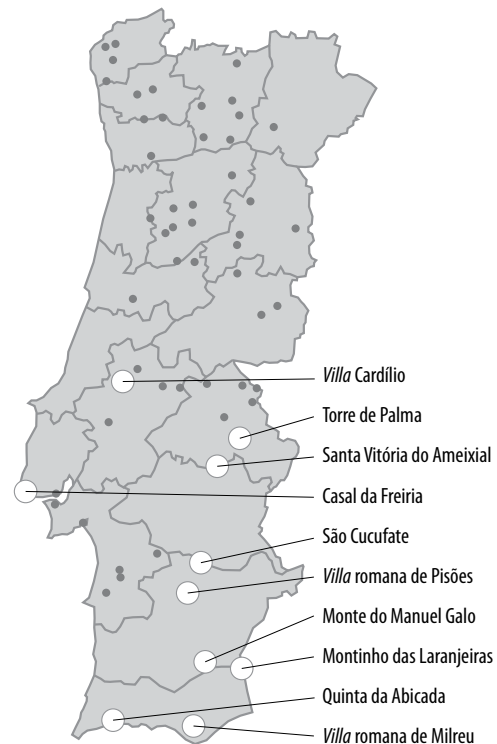 Villa Cardílio
Torre de Palma
Santa Vitória do Ameixial
Casal da Freiria
São Cucufate
Villa romana de Pisões
Monte do Manuel Galo
Montinho das Laranjeiras
Quinta da Abicada
Villa romana de Milreu